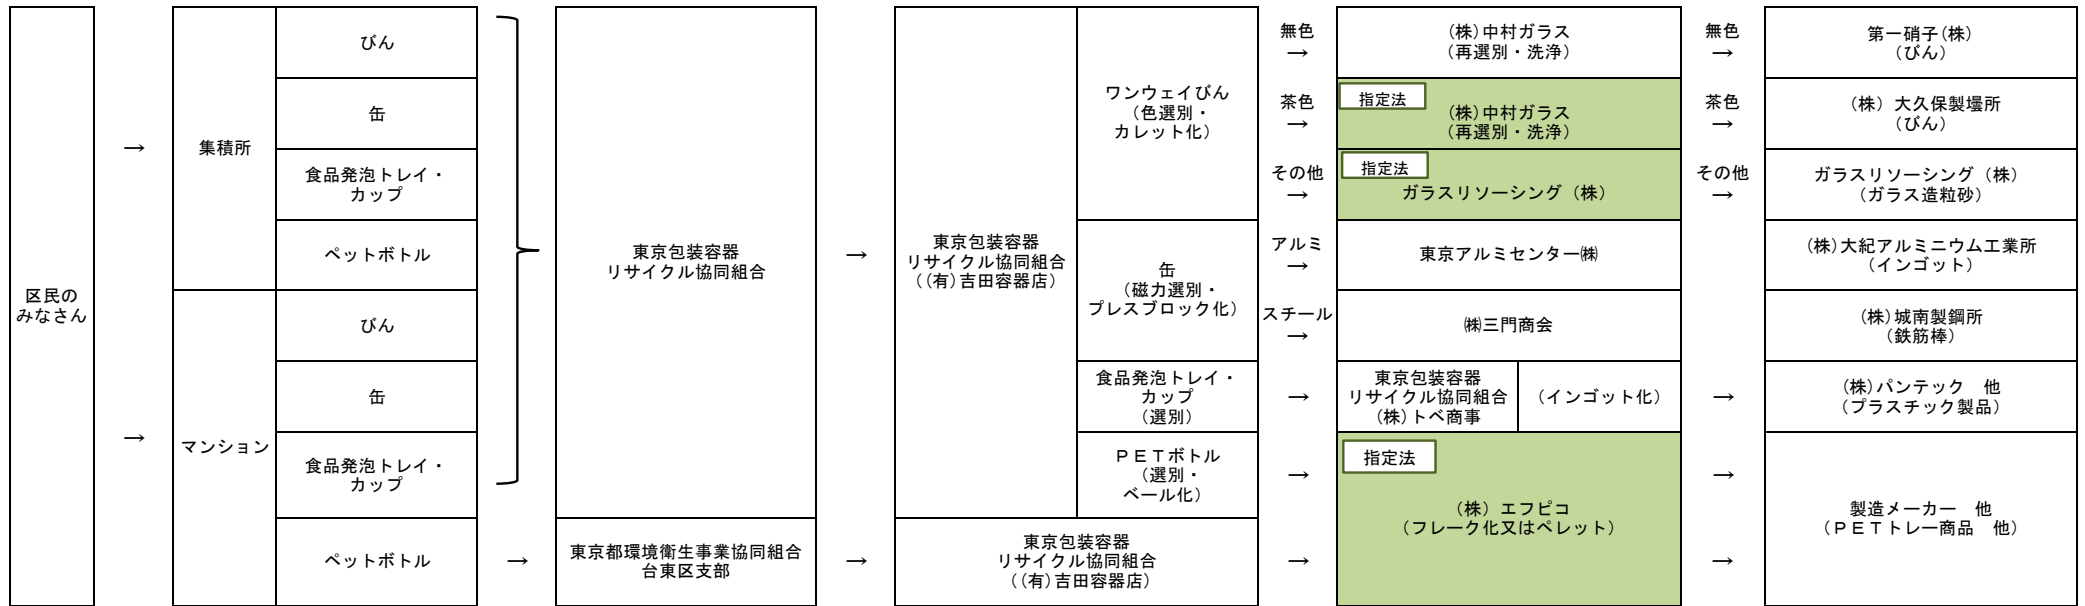 区民の
みなさん
→
→
集積所
マンション
びん
缶
食品発泡トレイ・
カップ
ペットボトル
びん
缶
食品発泡トレイ・
カップ
ペットボトル
→
東京包装容器
リサイクル協同組合
東京都環境衛生事業協同組合
台東区支部
→
→
東京包装容器
リサイクル協同組合
((有)吉田容器店)
ワンウェイびん
(色選別・
カレット化)
缶
(磁力選別・
プレスブロック化)
食品発泡トレイ・
カップ
(選別)
ＰＥＴボトル
(選別・
ベール化)
東京包装容器
リサイクル協同組合
((有)吉田容器店)
無色
→
茶色
→
その他
→
アルミ
→
スチール
→
→
→
→
(株)中村ガラス
(再選別・洗浄)
指定法
(株)中村ガラス
(再選別・洗浄)
指定法
ガラスリソーシング（株）
東京アルミセンター㈱
㈱三門商会
東京包装容器
リサイクル協同組合
(株)トベ商事
(インゴット化)
指定法
(株）エフピコ
(フレーク化又はペレット)
無色
→
茶色
→
その他
→
→
→
→
第一硝子(株)
(びん)
(株）大久保製壜所
(びん)
ガラスリソーシング（株）
(ガラス造粒砂)
(株)大紀アルミニウム工業所
(インゴット)
(株)城南製鋼所
(鉄筋棒)
(株)パンテック　他
(プラスチック製品)
製造メーカー　他
(ＰＥＴトレー商品　他)